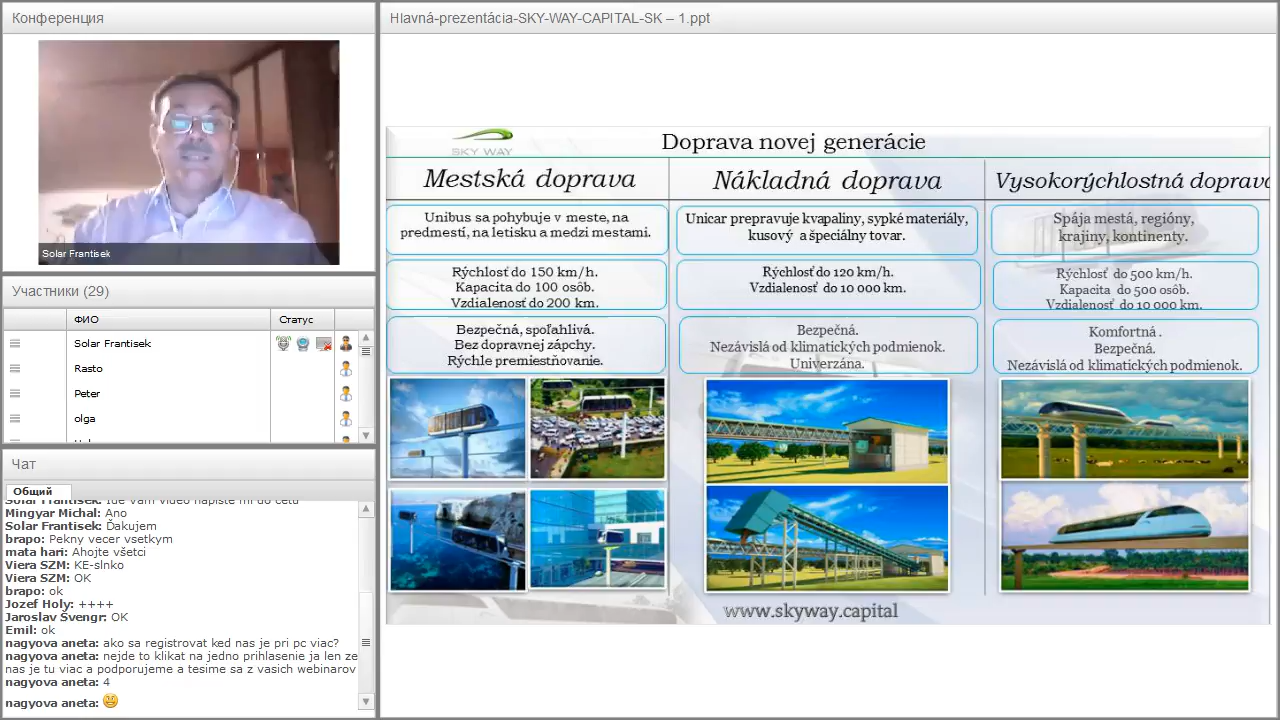 Конференция
Solar Frantisek
Участники (29)
ФИО
Статус
Solar Frantisek
Rasto
Peter
olga
Чат
Общий
Solar Frantisek: Ide Vám video napíšte mi do četu
Mingyar Michal: Ano
Solar Frantisek: Ďakujem
brapo: Pekny vecer vsetkym
mata hari: Ahojte všetci
Viera SZM: KE-slnko
Viera SZM: OK
brapo: ok
Jozef Holy: ++++
Jaroslav Švengr: OK
Emil: ok
nagyova aneta: ako sa registrovat ked nas je pri pc viac?
nagyova aneta: nejde to klikat na jedno prihlasenie ja len ze
nas je tu viac a podporujeme a tesime sa z vasich webinarov
nagyova aneta: 4
nagyova aneta:
Hlavná-prezentácia-SKY-WAY-CAPITAL-SK – 1.ppt
SKY WAY
Doprava novej generácie
Mestská doprava
Unibus sa pohybuje v meste, na
predmestí, na letisku a medzi mestami.
Rýchlosť do 150 km/h.
Kapacita do 100 osôb.
Vzdialenosť do 200 km.
Bezpečná, spoľahlivá.
Bez dopravnej zápchy.
Rýchle premiestňovanie.
Nákladná doprava
Unicar prepravuje kvapaliny, sypké materiály,
kusový a špeciálny tovar.
Rýchlosť do 120 km/h.
Vzdialenosť do 10 000 km.
Bezpečná.
Nezávislá od klimatických podmienok.
Univerzána.
Vysokorýchlostná doprava
Spája mestá, regióny,
krajiny, kontinenty.
Rýchlosť do 500 km/h.
Kapacita do 500 osôb.
Vzdialenosť do 10 000 km.
Komfortná .
Bezpečná.
Nezávislá od klimatických podmienok.
www.skyway.capital